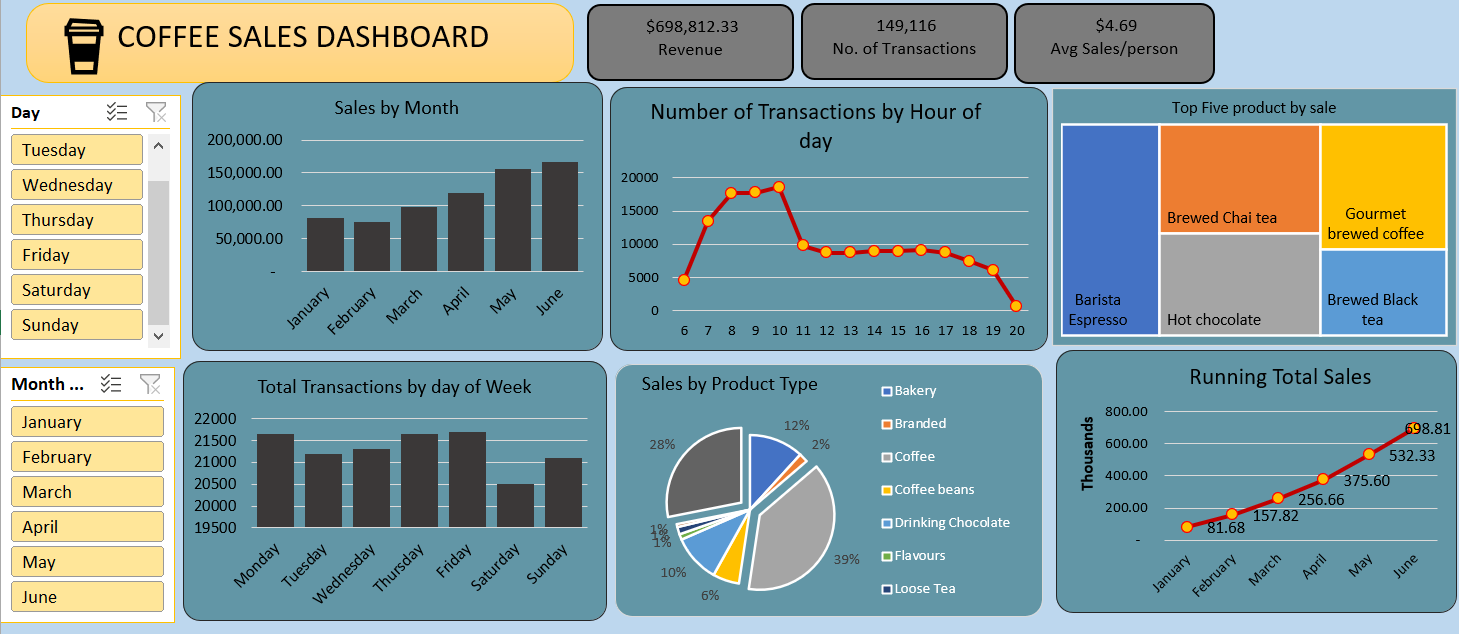 COFFEE SALES DASHBOARD
$698,812.33
Revenue
149,116
No. of Transactions
$4.69
Avg Sales/person
Day
Tuesday
Wednesday
Thursday
Friday
Saturday
Sunday
Month ...
January
February
March
April
May
June
Sales by Month
200,000.00
150,000.00
100,000.00
50,000.00
-
January
February
March
April
May
June
Number of Transactions by Hour of
day
20000
15000
10000
5000
0
6 7 8 9 10 11 12 13 14 15 16 17 18 19 20
Top Five product by sale
Barista
Espresso
Brewed Chai tea
Hot chocolate
Gourmet
brewed coffee
Brewed Black
tea
Total Transactions by day of Week
22000
21500
21000
20500
20000
19500
Monday
Tuesday
Wednesday
Thursday
Friday
Saturday
Sunday
Sales by Product Type
12%
2%
39%
6%
10%
1%
1%
28%
Bakery
Branded
Coffee
Coffee beans
Drinking Chocolate
Flavours
Loose Tea
Running Total Sales
Thousands
800.00
600.00
400.00
200.00
-
81.68
157.82
256.66
375.60
532.33
698.81
January
February
March
April
May
June